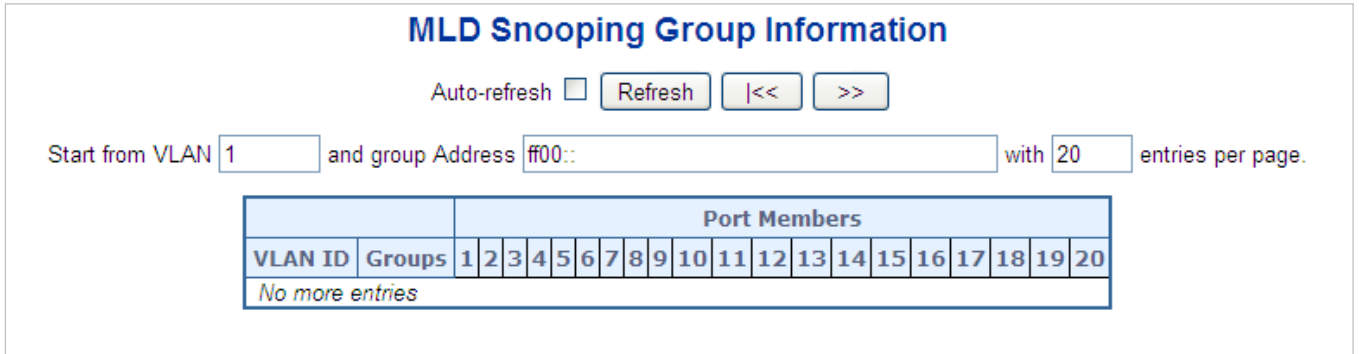 MLD Snooping Group Information
Auto-refresh Refresh |<< >>
Start from VLAN 1 and group Address ff00:: with 20 entries per page.
Port Members
VLAN ID Groups 1 2 3 4 5 6 7 8 9 10 11 12 13 14 15 16 17 18 19 20
No more entries